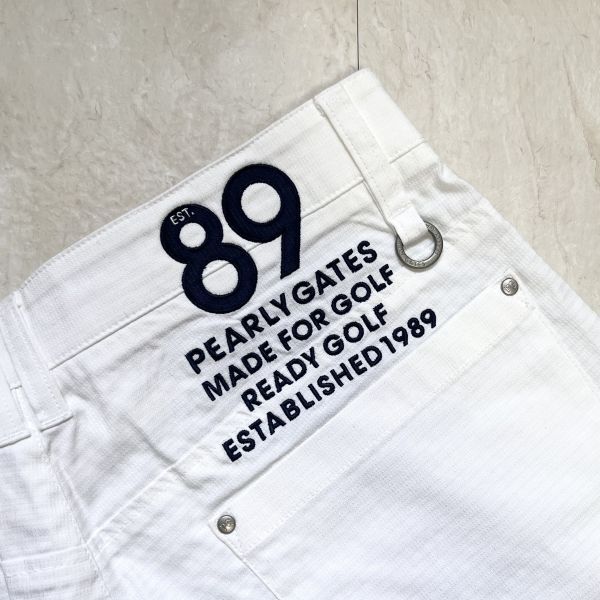 EST.
89
PEARLY GATES
MADE FOR GOLF
READY GOLF
ESTABLISHED 1989